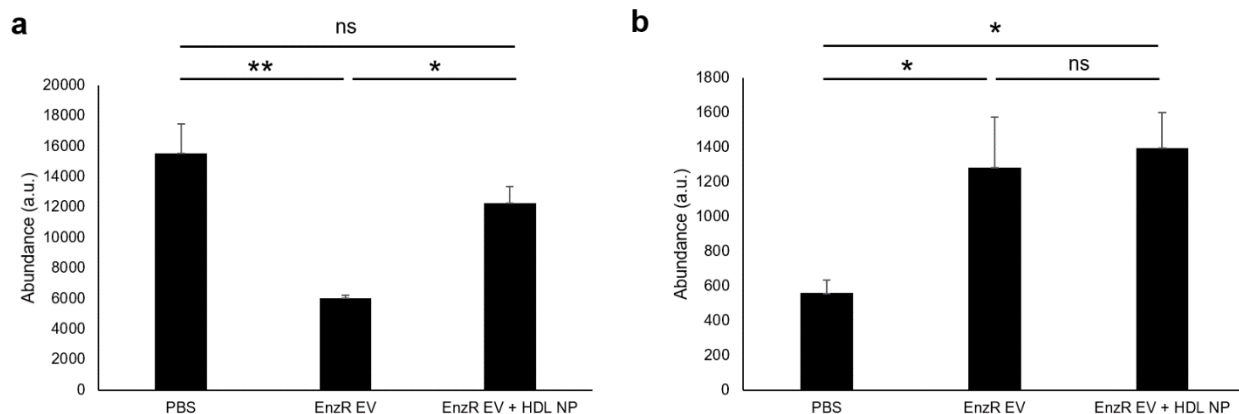 a
ns
**
*
20000
18000
16000
14000
12000
10000
8000
6000
4000
2000
0
Abundance (a.u.)
PBS
EnzR EV
EnzR EV + HDL NP
b
*
*
ns
1800
1600
1400
1200
1000
800
600
400
200
0
Abundance (a.u.)
PBS
EnzR EV
EnzR EV + HDL NP